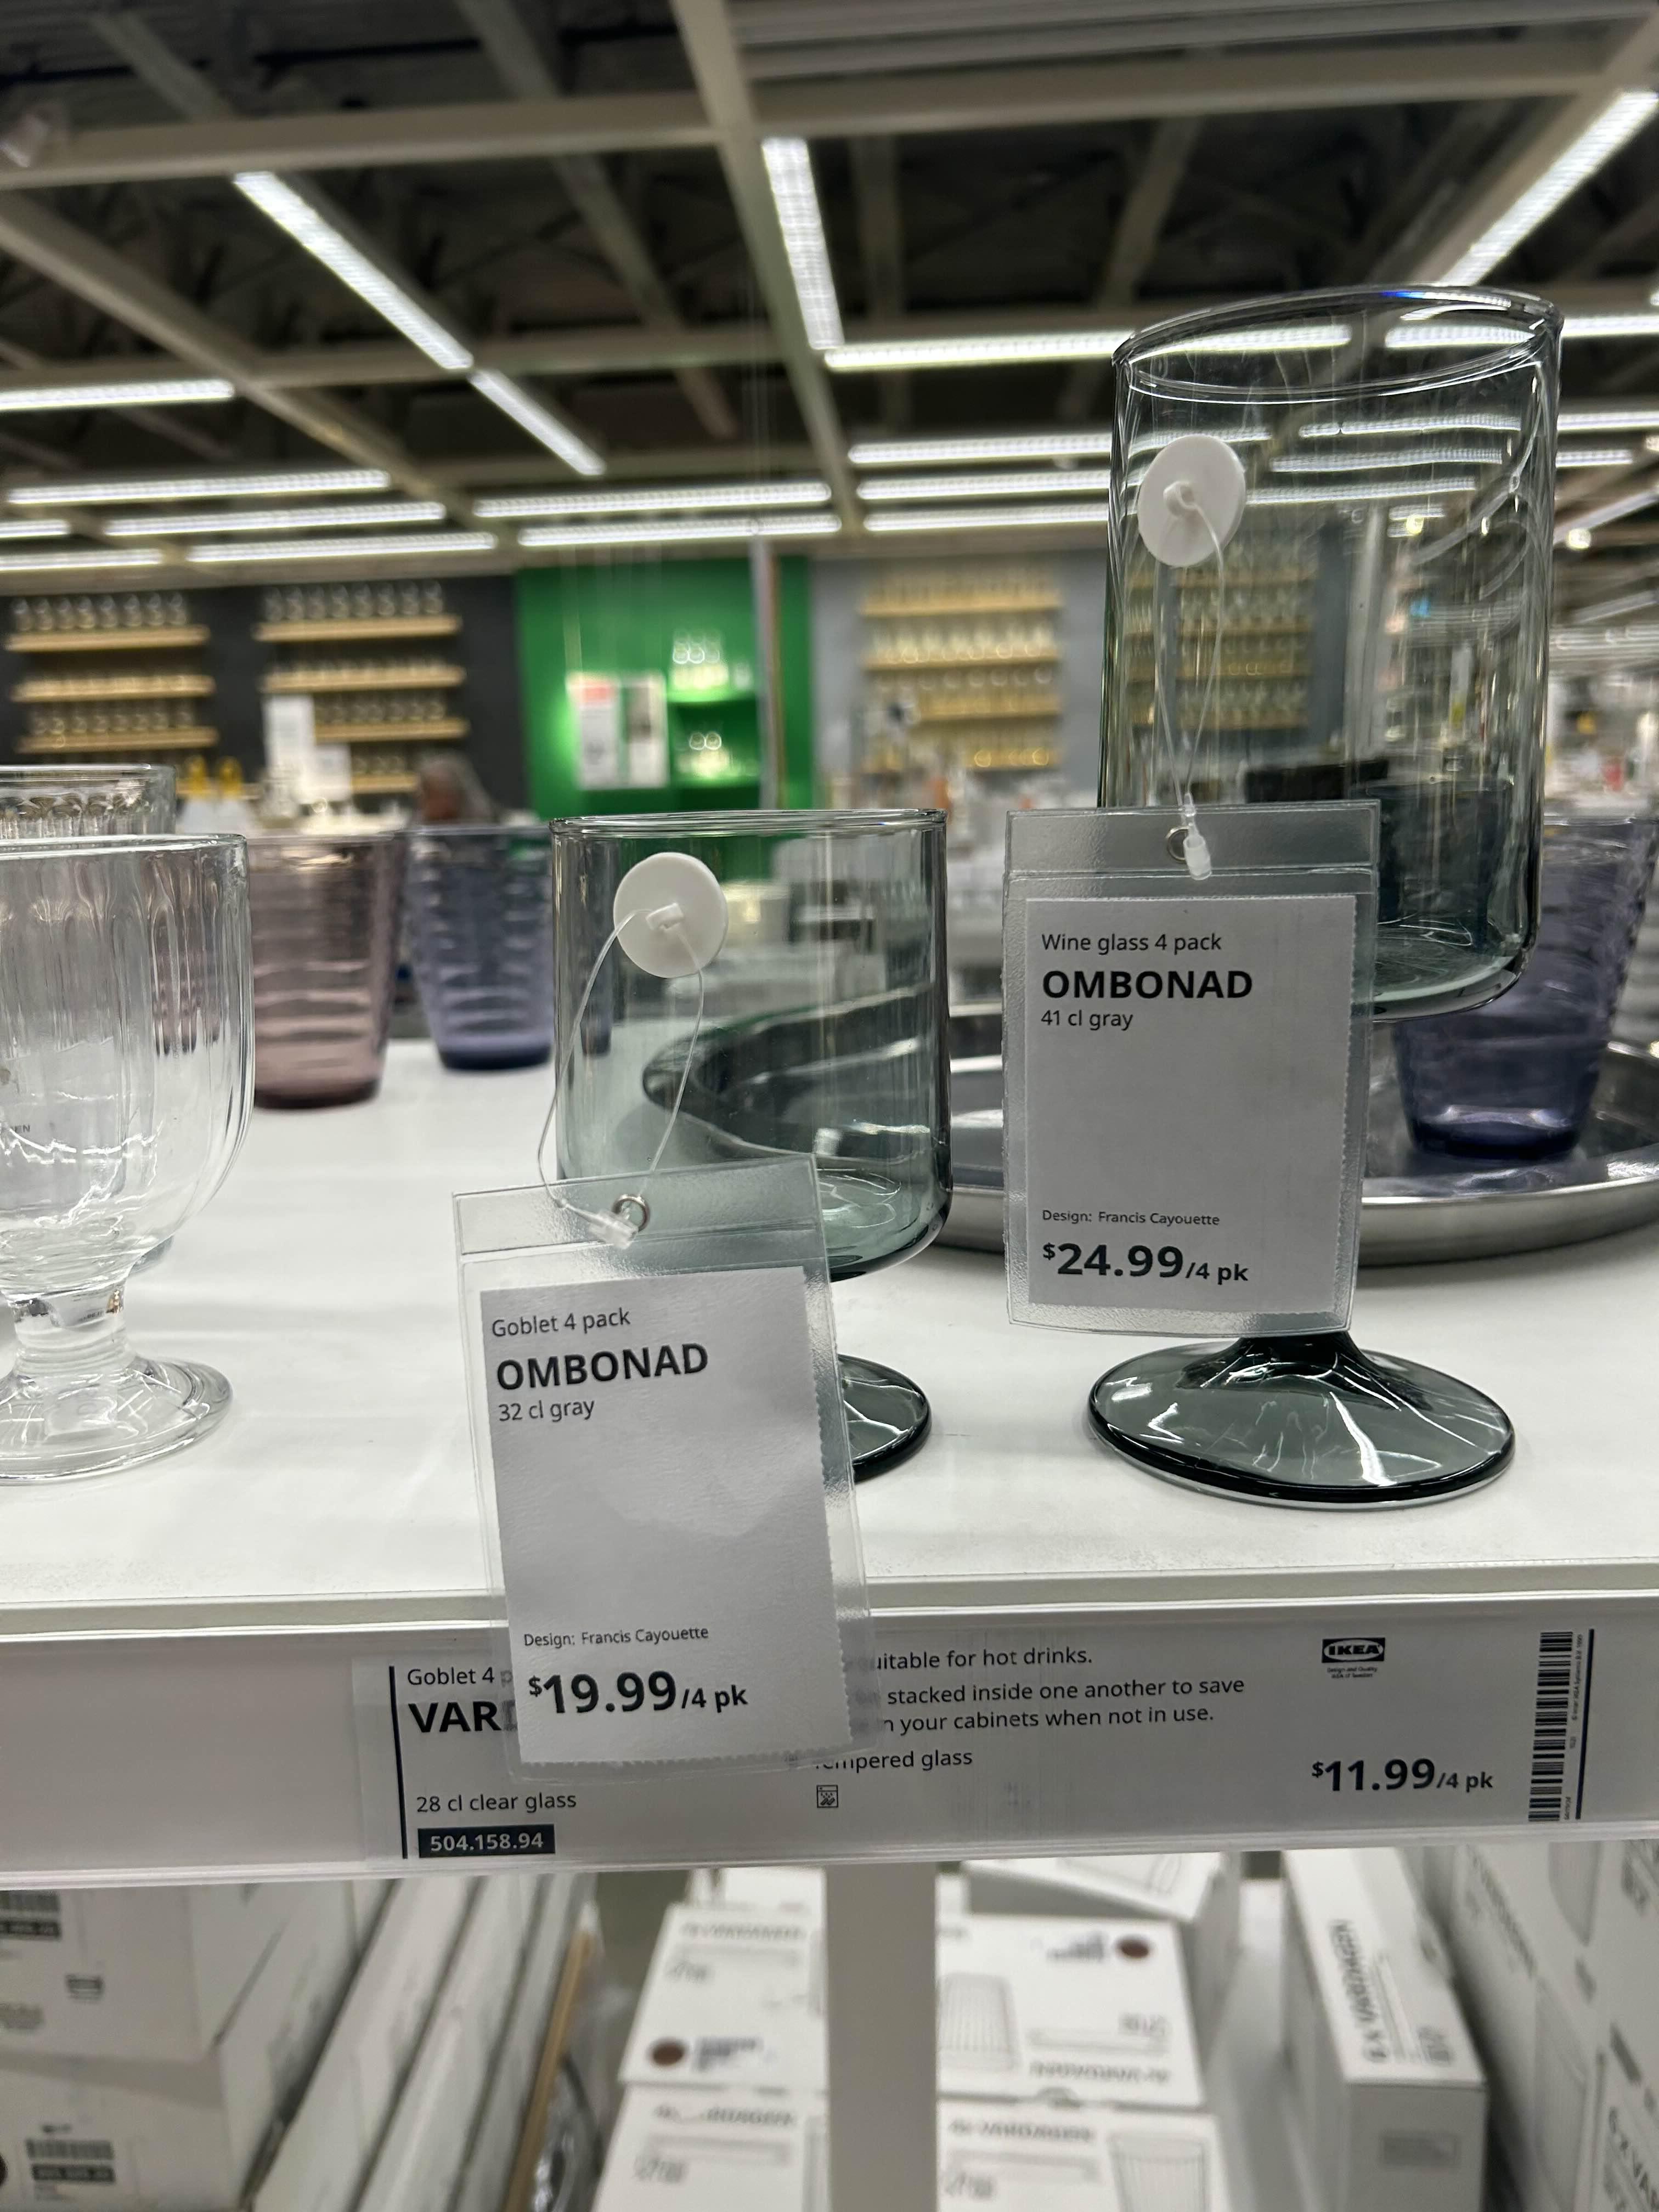 Wine glass 4 pack
OMBONAD
41 cl gray
Design: Francis Cayouette
$24.99/4 pk
Goblet 4 pack
OMBONAD
32 cl gray
Design: Francis Cayouette
$19.99/4 pk
Goblet 4 p
VAR
28 cl clear glass
504.158.94
uitable for hot drinks.
stacked inside one another to save
n your cabinets when not in use.
mpered glass
IKEA
$11.99/4 pk